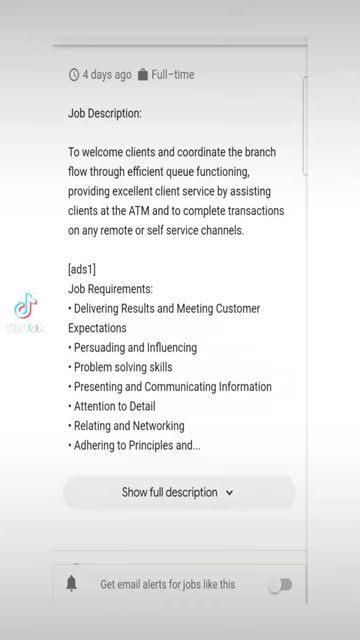 4 days ago Full-time
Job Description:
To welcome clients and coordinate the branch
flow through efficient queue functioning,
providing excellent client service by assisting
clients at the ATM and to complete transactions
on any remote or self service channels.
[ads1]
Job Requirements:
• Delivering Results and Meeting Customer
Expectations
• Persuading and Influencing
• Problem solving skills
• Presenting and Communicating Information
• Attention to Detail
• Relating and Networking
• Adhering to Principles and...
TikTok
Show full description
Get email alerts for jobs like this